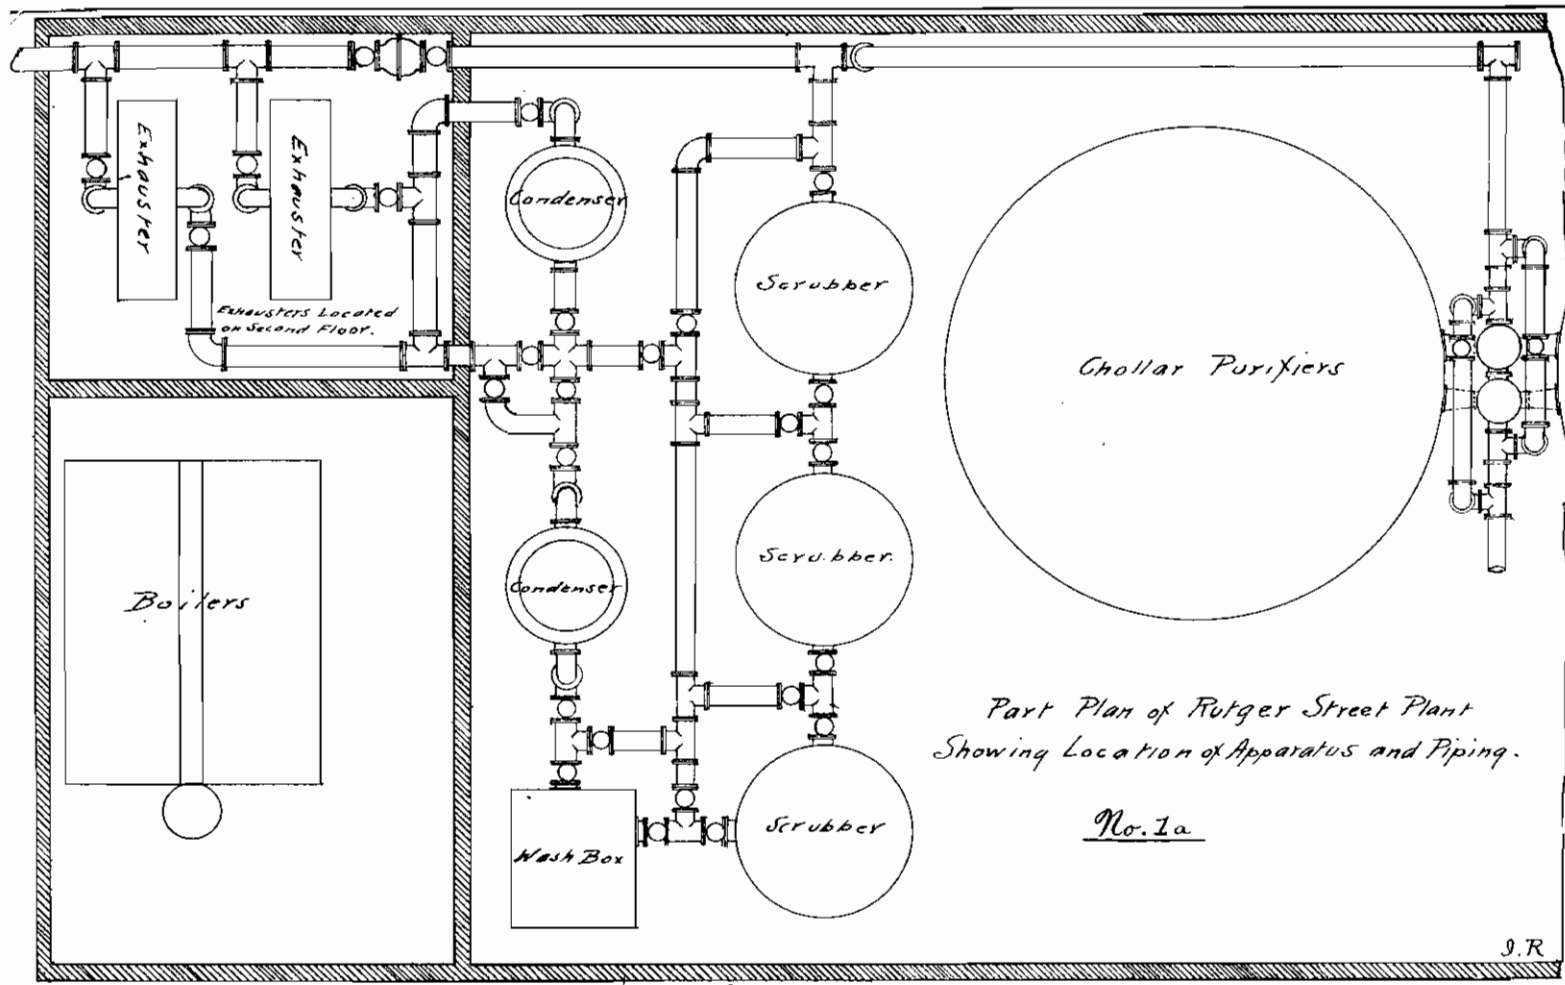 Exhauster
Exhauster
Exhausters Located
on Second Floor.
Condenser
Scrubber
Chollar Purifiers
Condenser
Scrubber.
Boilers
Wash Box
Scrubber
Part Plan of Rutger Street Plant
Showing Location of Apparatus and Piping.
No. 1a
I.R